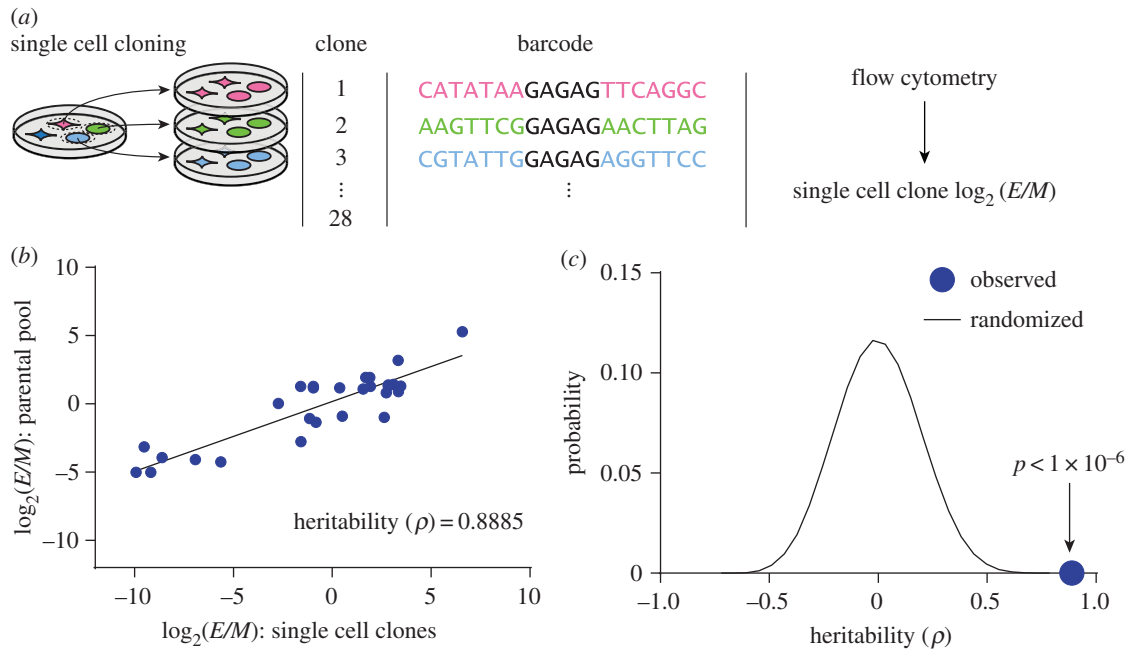 (a)
single cell cloning
clone
barcode
1
CATATAAGAGAGTTCAGGC
2
AAGTTCGGAGAGAACTTAG
3
CGTATTGGAGAGAGGTTCC
⋮
⋮
28
flow cytometry
single cell clone log₂ (E/M)
(b)
10
5
0
−5
−10
log₂(E/M): parental pool
heritability (ρ) = 0.8885
−10
−5
0
5
10
log₂(E/M): single cell clones
(c)
0.15
0.10
0.05
0
probability
observed
randomized
p < 1 × 10⁻⁶
−1.0
−0.5
0
0.5
1.0
heritability (ρ)